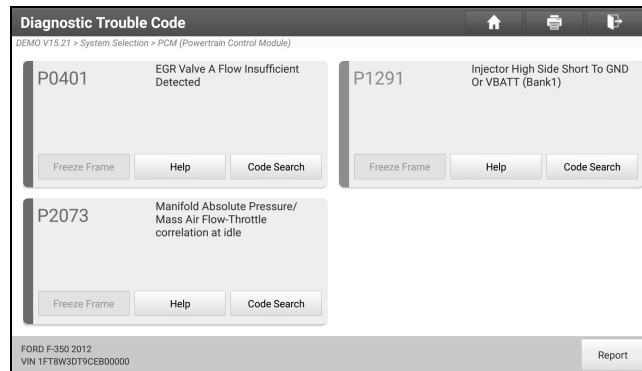 Diagnostic Trouble Code
DEMO V15.21 > System Selection > PCM (Powertrain Control Module)
P0401
EGR Valve A Flow Insufficient
Detected
Freeze Frame
Help
Code Search
P1291
Injector High Side Short To GND
Or VBATT (Bank1)
Freeze Frame
Help
Code Search
P2073
Manifold Absolute Pressure/
Mass Air Flow-Throttle
correlation at idle
Freeze Frame
Help
Code Search
FORD F-350 2012
VIN 1FT8W3DT9CEB00000
Report